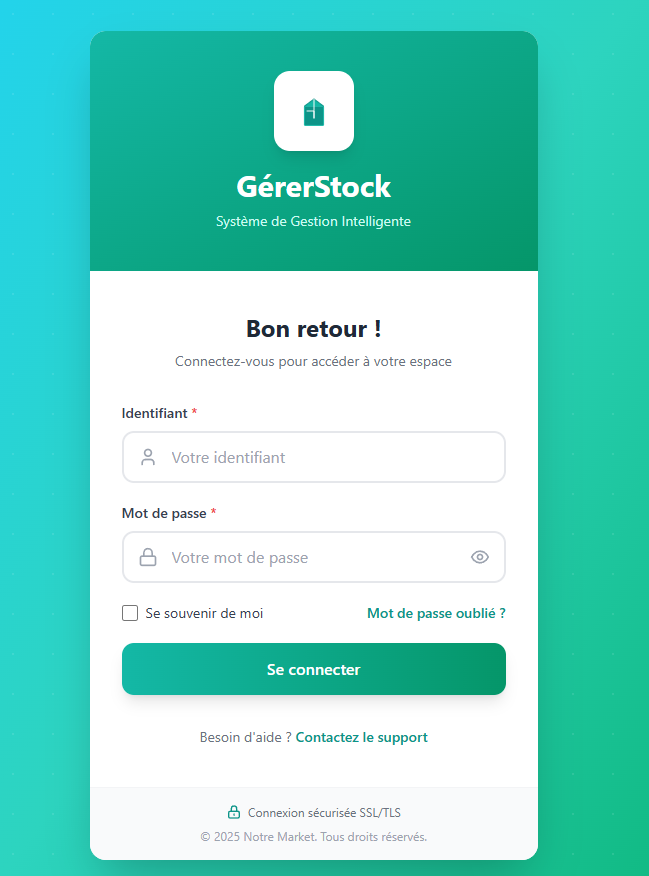 GérerStock
Système de Gestion Intelligente
Bon retour !
Connectez-vous pour accéder à votre espace
Identifiant *
Votre identifiant
Mot de passe *
Votre mot de passe
Se souvenir de moi Mot de passe oublié ?
Se connecter
Besoin d'aide ? Contactez le support
Connexion sécurisée SSL/TLS
© 2025 Notre Market. Tous droits réservés.